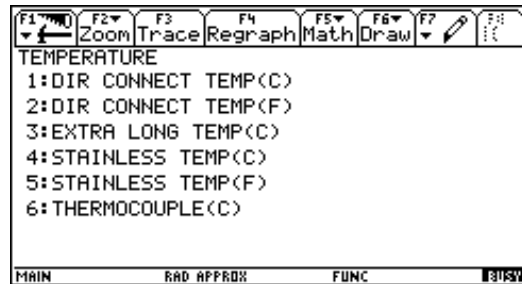 F1 F2 F3 F4 F5 F6 F7
Zoom Trace Regraph Math Draw
TEMPERATURE
1:DIR CONNECT TEMP(C)
2:DIR CONNECT TEMP(F)
3:EXTRA LONG TEMP(C)
4:STAINLESS TEMP(C)
5:STAINLESS TEMP(F)
6:THERMOCOUPLE(C)
MAIN RAD APPROX FUNC BUSY